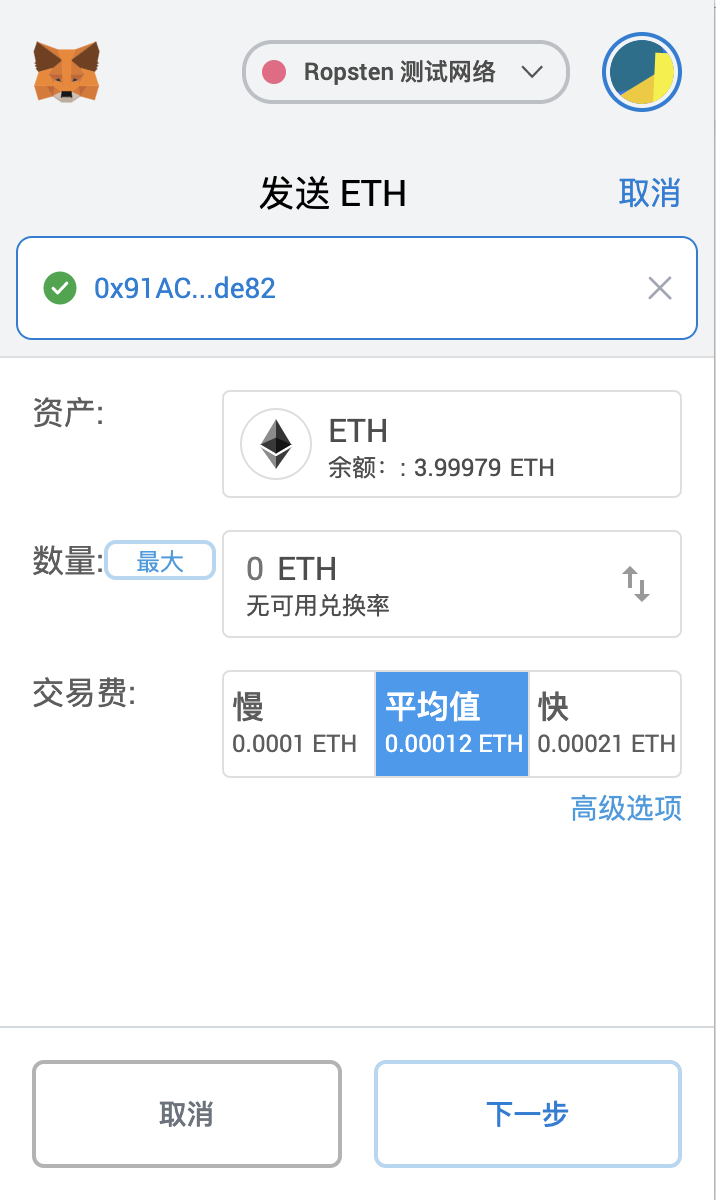 Ropsten 测试网络
发送 ETH
取消
0x91AC...de82
资产:
ETH
余额: : 3.99979 ETH
数量:
最大
0 ETH
无可用兑换率
交易费:
慢
0.0001 ETH
平均值
0.00012 ETH
快
0.00021 ETH
高级选项
取消
下一步